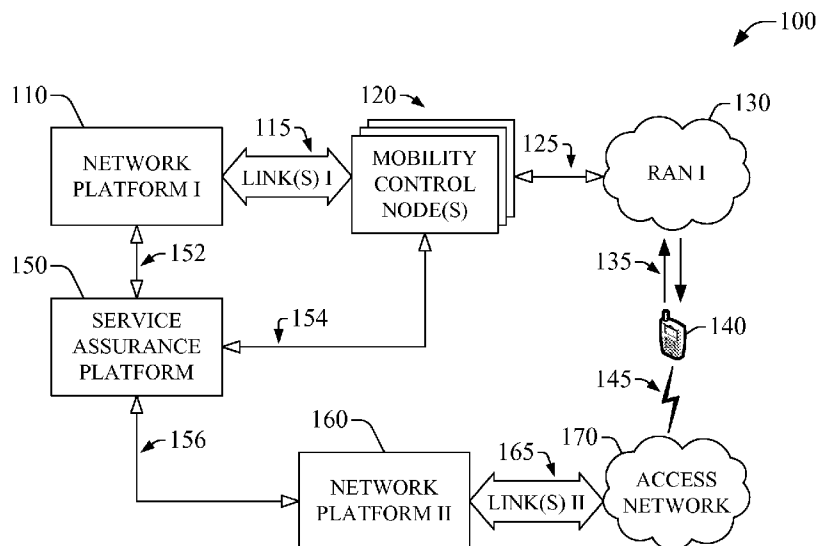 100
110
NETWORK
PLATFORM I
115
LINK(S) I
120
MOBILITY
CONTROL
NODE(S)
125
130
RAN I
135
140
145
152
150
SERVICE
ASSURANCE
PLATFORM
154
156
160
NETWORK
PLATFORM II
165
LINK(S) II
170
ACCESS
NETWORK